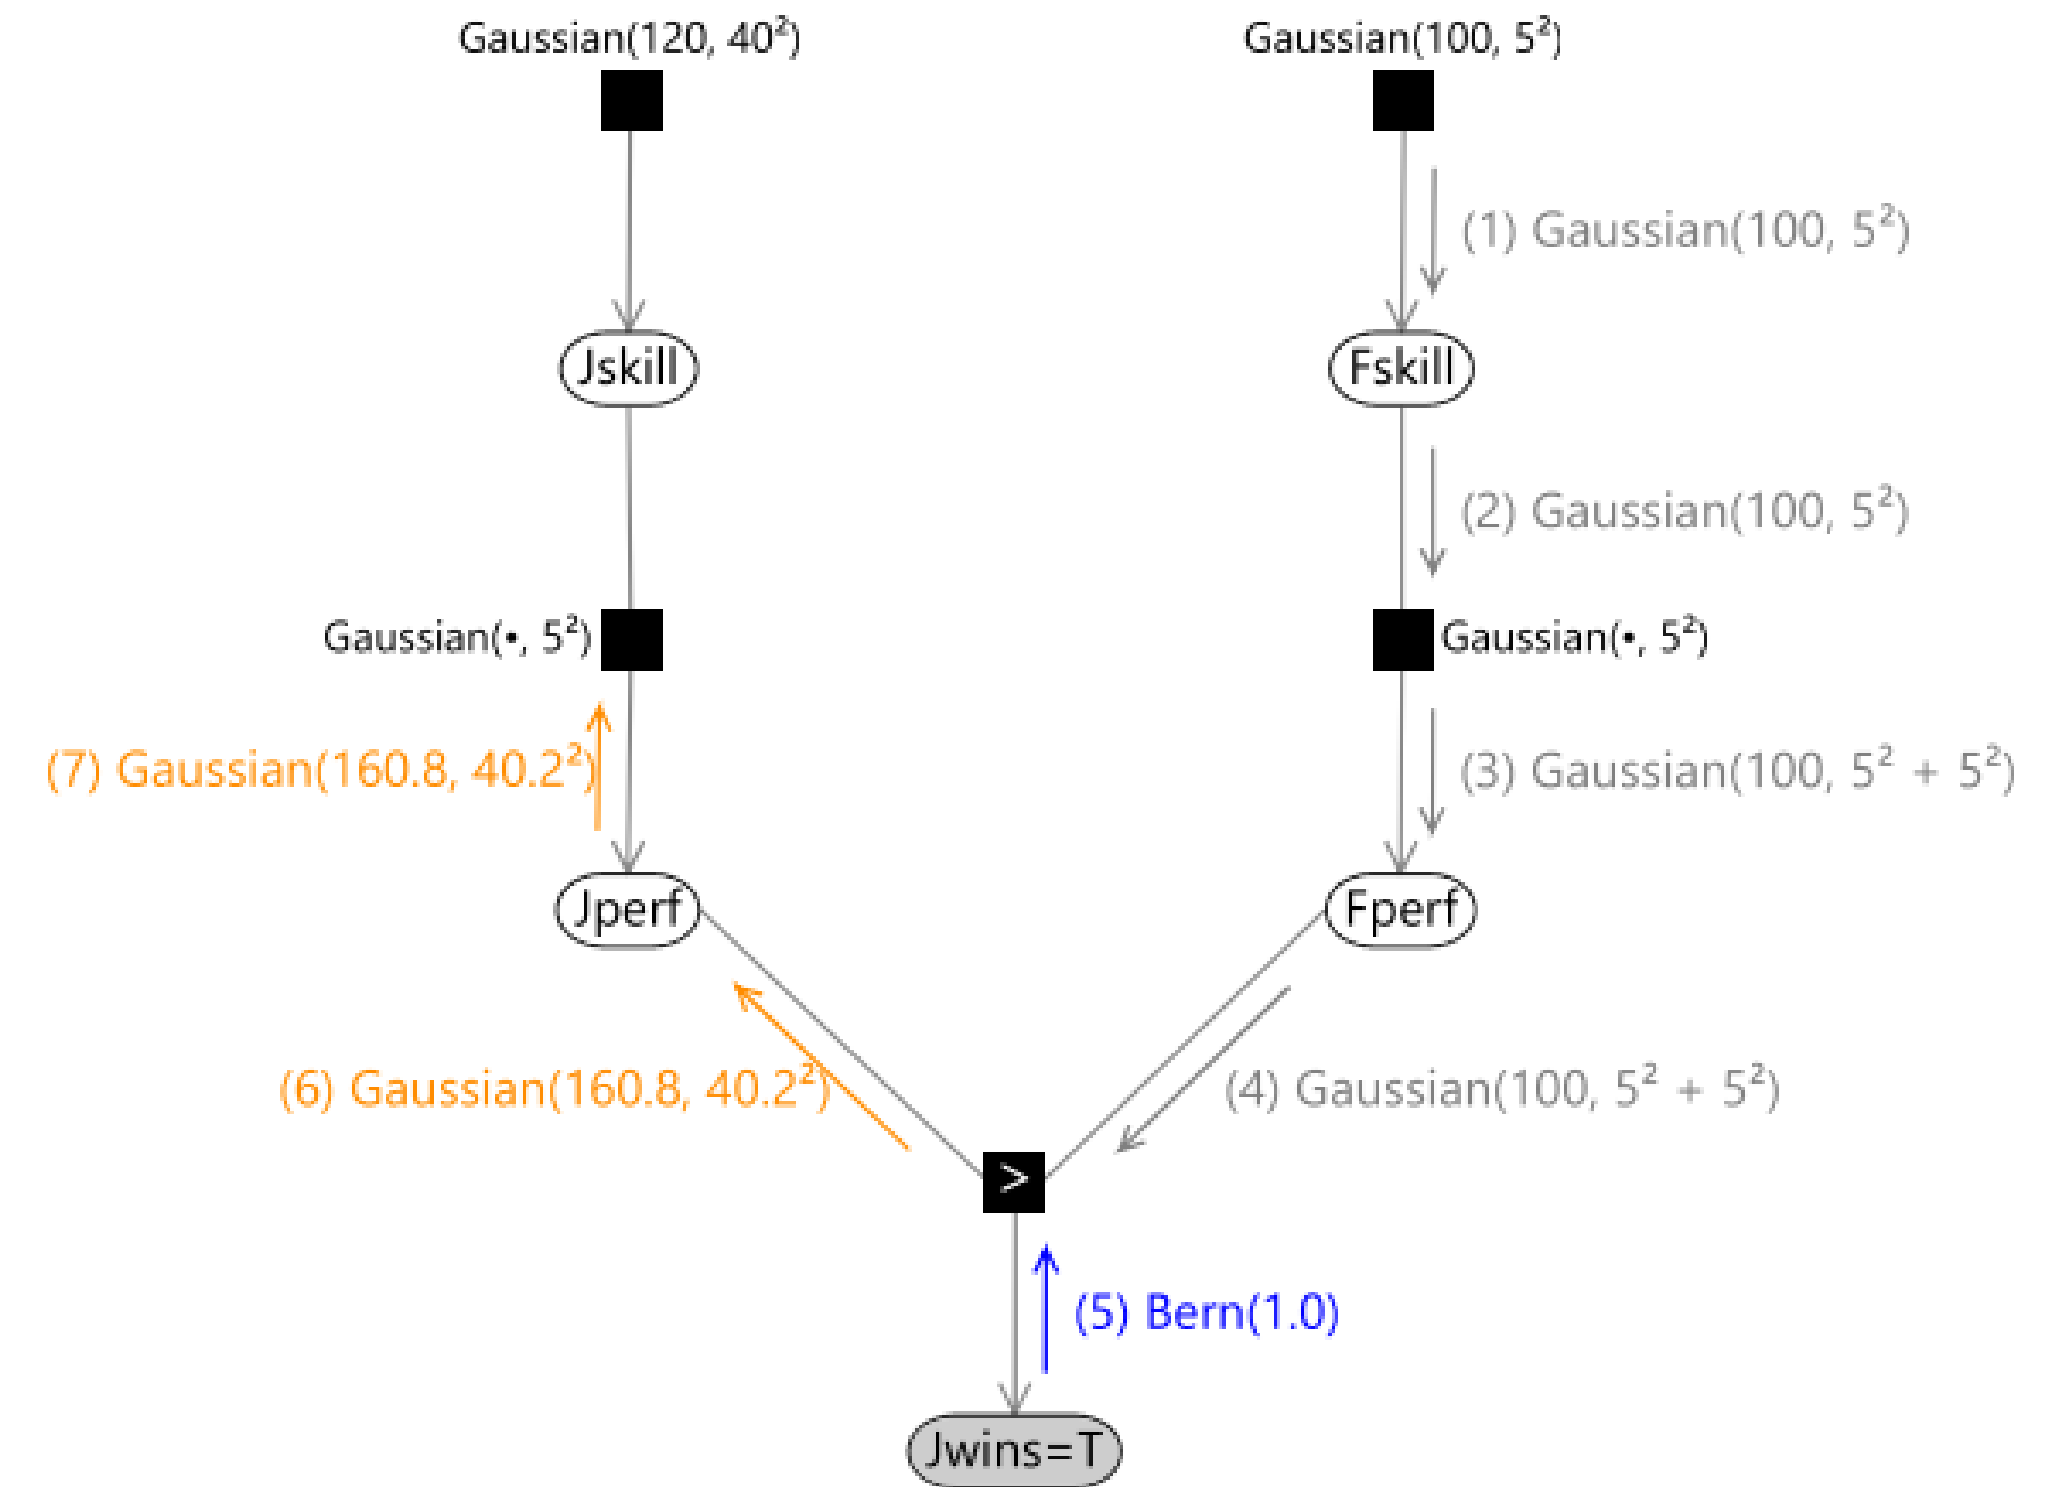 Gaussian(120, 40²)
Gaussian(100, 5²)
(1) Gaussian(100, 5²)
Jskill
Fskill
(2) Gaussian(100, 5²)
Gaussian(•, 5²)
Gaussian(•, 5²)
(7) Gaussian(160.8, 40.2²)
(3) Gaussian(100, 5² + 5²)
Jperf
Fperf
(6) Gaussian(160.8, 40.2²)
(4) Gaussian(100, 5² + 5²)
>
(5) Bern(1.0)
Jwins=T